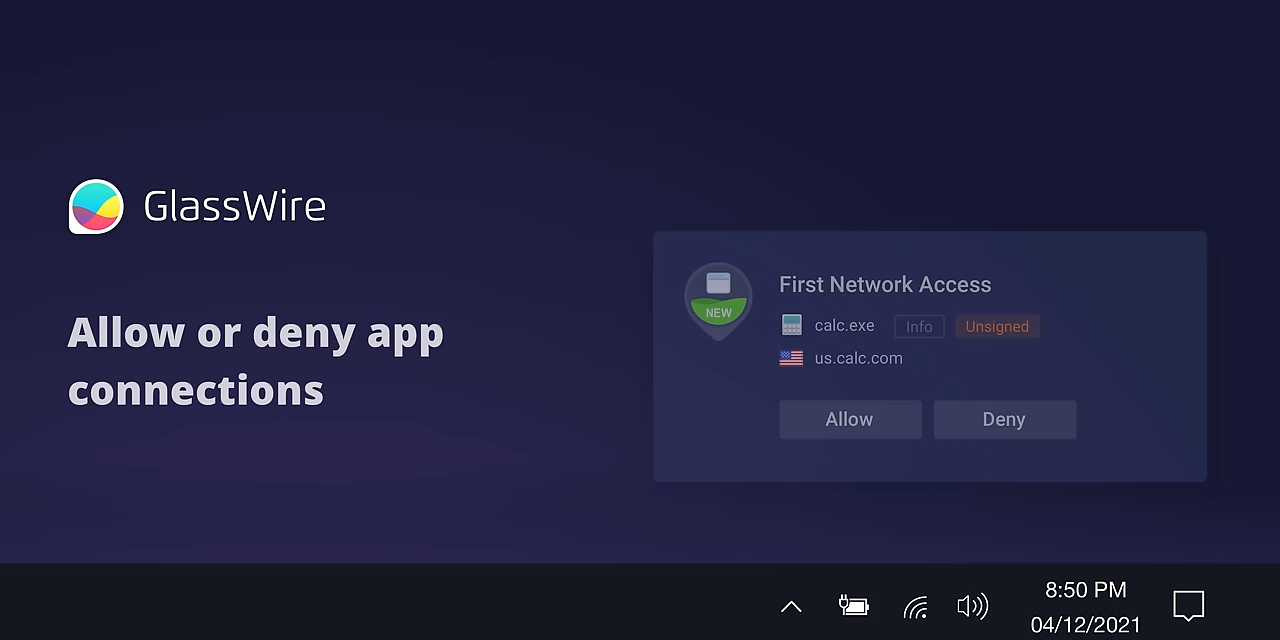 GlassWire
Allow or deny app
connections
First Network Access
NEW
calc.exe Info Unsigned
us.calc.com
Allow Deny
8:50 PM
04/12/2021